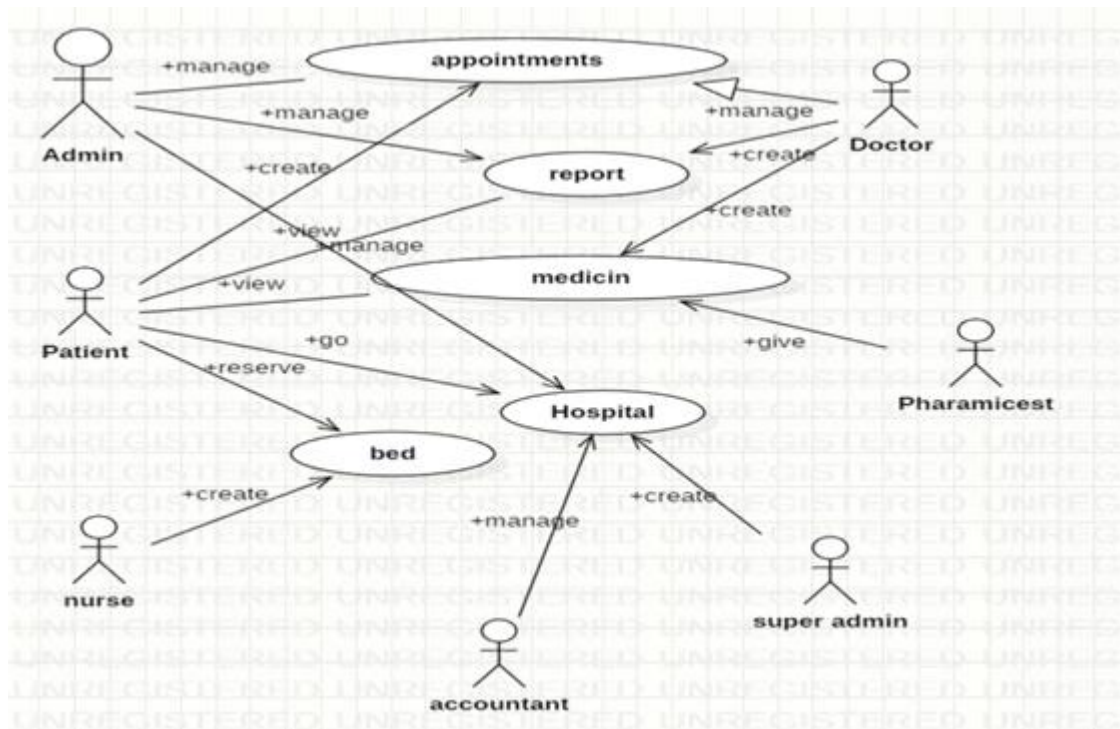 appointments
+manage
Admin
+manage
+manage
Doctor
+create
report
+create
+create
+view
+manage
medicin
+view
Patient
+go
+give
+reserve
Pharamicest
Hospital
bed
+create
+create
+manage
nurse
super admin
accountant
UNREGISTERED